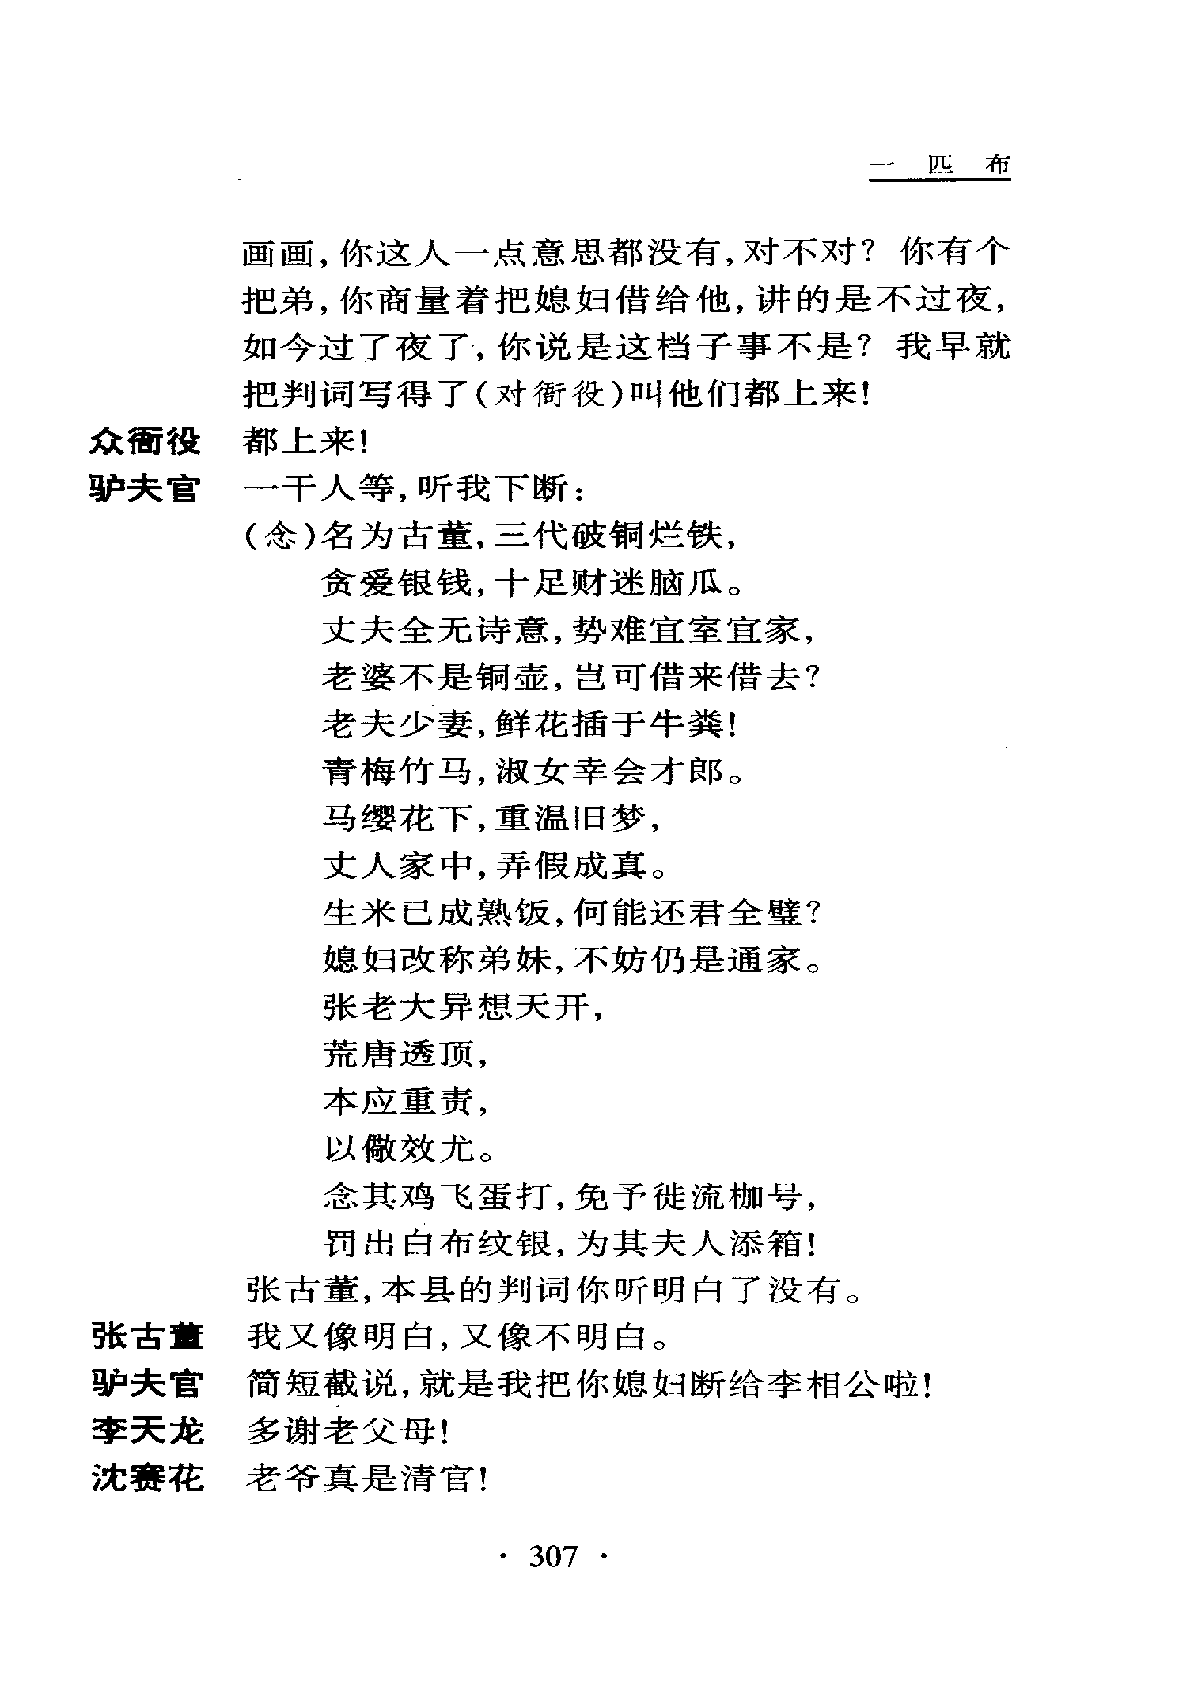 一 匹 布
画画，你这人一点意思都没有，对不对？ 你有个
把弟，你商量着把媳妇借给他，讲的是不过夜，
如今过了夜了，你说是这档子事不是？ 我早就
把判词写得了（对衙役）叫他们都上来！
众衙役 都上来！
驴夫官 一干人等，听我下断：
（念）名为古董，三代破铜烂铁，
贪爱银钱，十足财迷脑瓜。
丈夫全无诗意，势难宜室宜家，
老婆不是铜壶，岂可借来借去？
老夫少妻，鲜花插于牛粪！
青梅竹马，淑女幸会才郎。
马缨花下，重温旧梦，
丈人家中，弄假成真。
生米已成熟饭，何能还君全璧？
媳妇改称弟妹，不妨仍是通家。
张老大异想天开，
荒唐透顶，
本应重责，
以儆效尤。
念其鸡飞蛋打，免予徙流枷号，
罚出白布纹银，为其夫人添箱！
张古董，本县的判词你听明白了没有。
张古董 我又像明白，又像不明白。
驴夫官 简短截说，就是我把你媳妇断给李相公啦！
李天龙 多谢老父母！
沈赛花 老爷真是清官！
· 307 ·